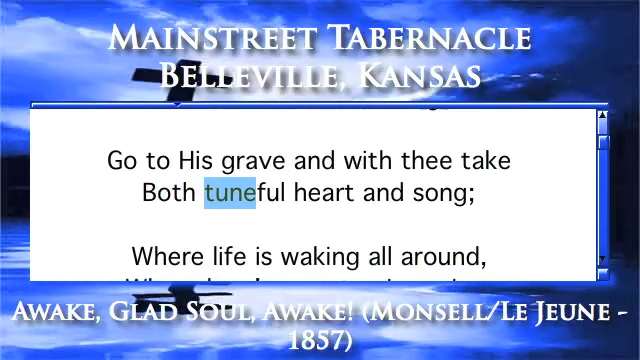 Mainstreet Tabernacle
Belleville, Kansas
Go to His grave and with thee take
Both tuneful heart and song;
Where life is waking all around,
Awake, Glad Soul, Awake! (Monsell/Le Jeune -
1857)